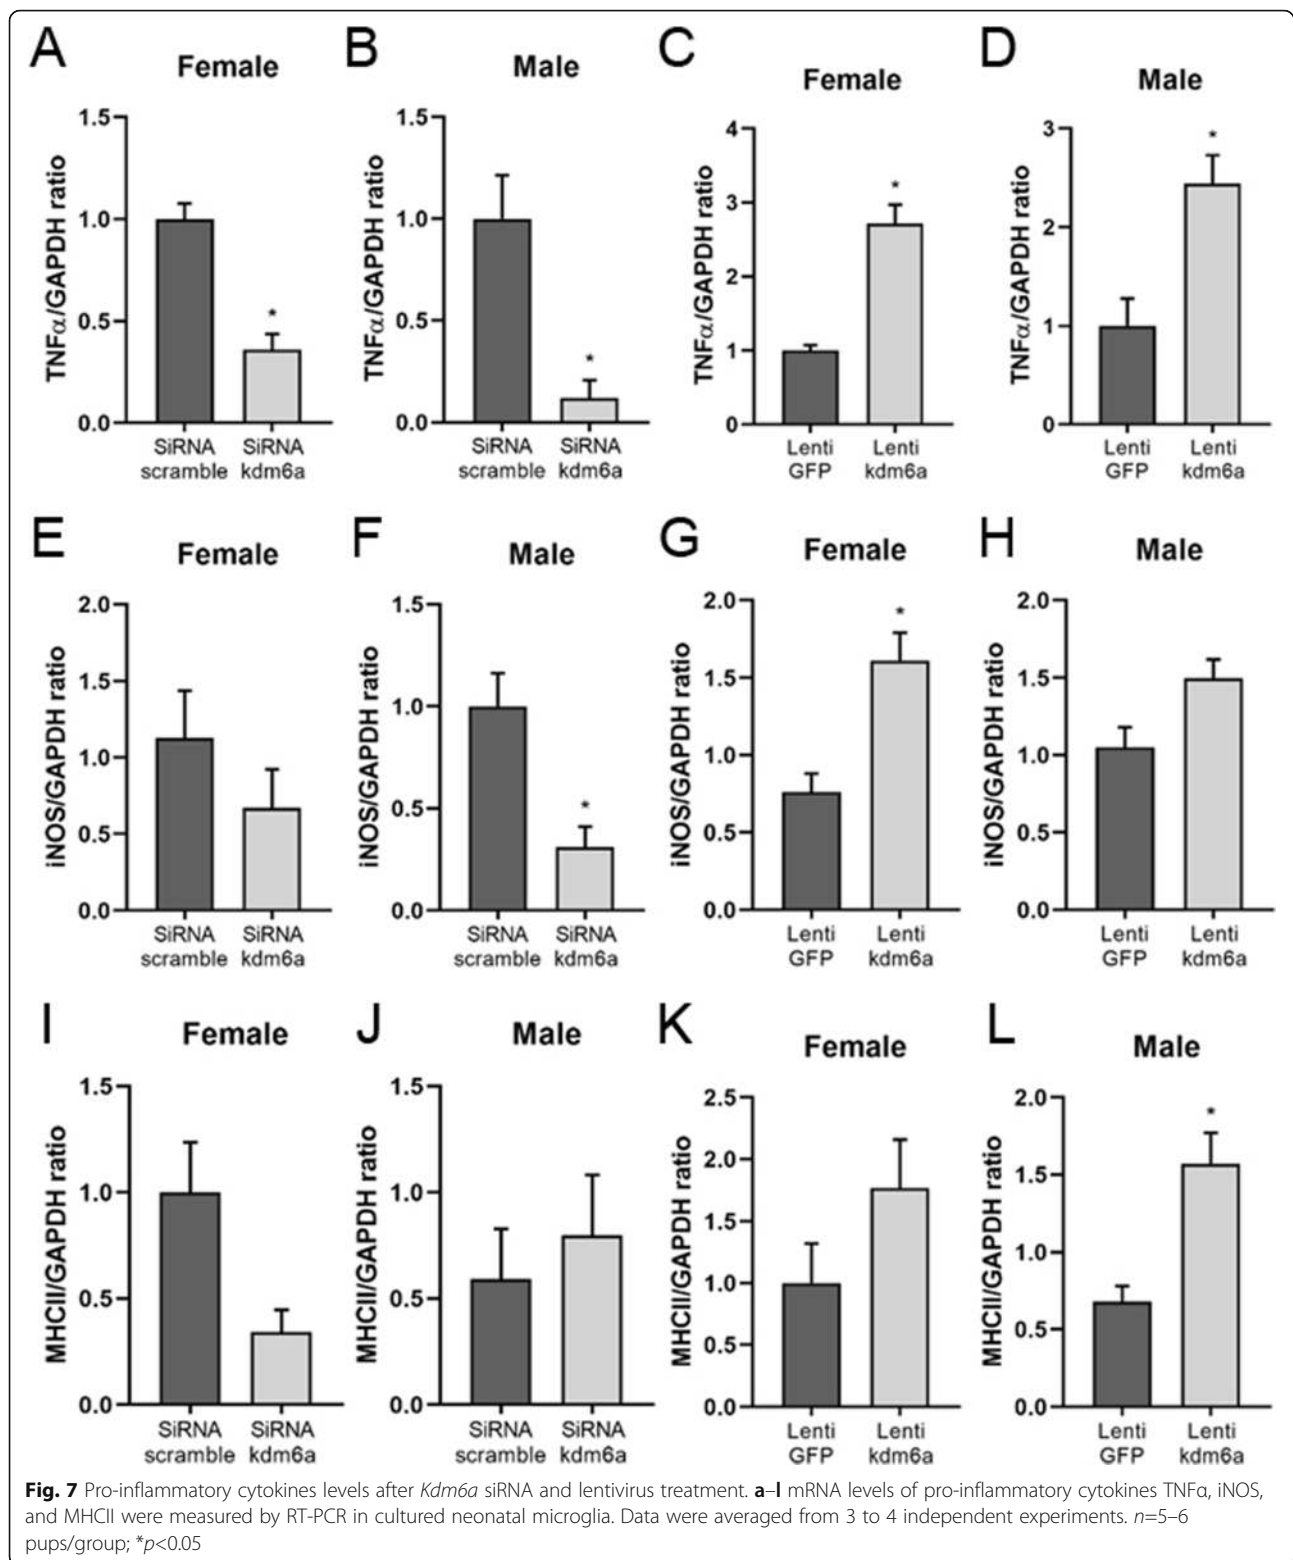 A
Female
TNFα/GAPDH ratio
1.5
1.0
0.5
0.0
*
SiRNA scramble
SiRNA kdm6a
B
Male
TNFα/GAPDH ratio
1.5
1.0
0.5
0.0
*
SiRNA scramble
SiRNA kdm6a
C
Female
TNFα/GAPDH ratio
4
3
2
1
0
*
Lenti GFP
Lenti kdm6a
D
Male
TNFα/GAPDH ratio
3
2
1
0
*
Lenti GFP
Lenti kdm6a
E
Female
iNOS/GAPDH ratio
2.0
1.5
1.0
0.5
0.0
SiRNA scramble
SiRNA kdm6a
F
Male
iNOS/GAPDH ratio
1.5
1.0
0.5
0.0
*
SiRNA scramble
SiRNA kdm6a
G
Female
iNOS/GAPDH ratio
2.0
1.5
1.0
0.5
0.0
*
Lenti GFP
Lenti kdm6a
H
Male
iNOS/GAPDH ratio
2.0
1.5
1.0
0.5
0.0
Lenti GFP
Lenti kdm6a
I
Female
MHCII/GAPDH ratio
1.5
1.0
0.5
0.0
SiRNA scramble
SiRNA kdm6a
J
Male
MHCII/GAPDH ratio
1.5
1.0
0.5
0.0
SiRNA scramble
SiRNA kdm6a
K
Female
MHCII/GAPDH ratio
2.5
2.0
1.5
1.0
0.5
0.0
Lenti GFP
Lenti kdm6a
L
Male
MHCII/GAPDH ratio
2.0
1.5
1.0
0.5
0.0
*
Lenti GFP
Lenti kdm6a
Fig. 7 Pro-inflammatory cytokines levels after Kdm6a siRNA and lentivirus treatment. a–l mRNA levels of pro-inflammatory cytokines TNFα, iNOS,
and MHCII were measured by RT-PCR in cultured neonatal microglia. Data were averaged from 3 to 4 independent experiments. n=5–6
pups/group; *p<0.05